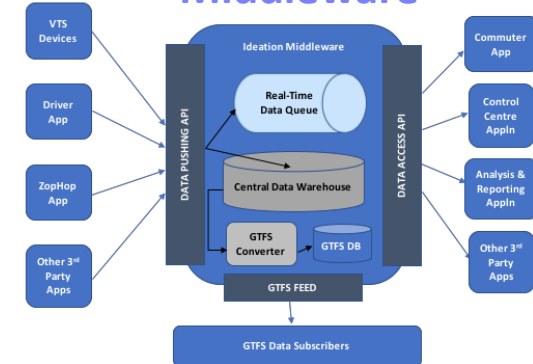 Middleware
VTS
Devices
Driver
App
ZopHop
App
Other 3rd
Party
Apps
DATA PUSHING API
Ideation Middleware
Real-Time
Data Queue
Central Data Warehouse
GTFS
Converter
GTFS DB
GTFS FEED
DATA ACCESS API
Commuter
App
Control
Centre
Appln
Analysis &
Reporting
Appln
Other 3rd
Party
Apps
GTFS Data Subscribers